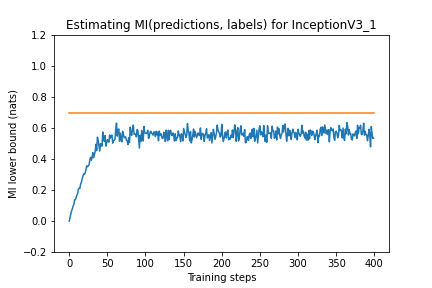 Estimating MI(predictions, labels) for InceptionV3_1
1.2
1.0
0.8
0.6
0.4
0.2
0.0
−0.2
MI lower bound (nats)
0 50 100 150 200 250 300 350 400
Training steps